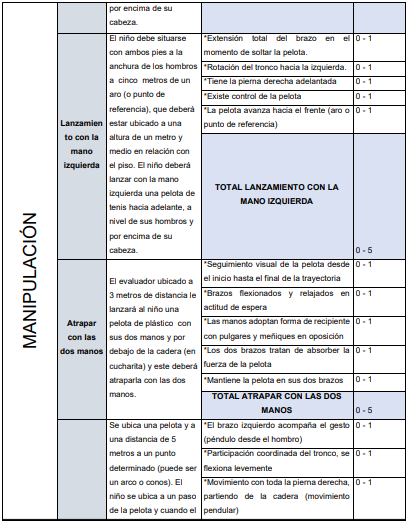 MANIPULACIÓN
por encima de su
cabeza.
Lanzamien
to con la
mano
izquierda
El niño debe situarse
con ambos pies a la
anchura de los hombros
a cinco metros de un
aro (o punto de
referencia), que deberá
estar ubicado a una
altura de un metro y
medio en relación con
el piso. El niño deberá
lanzar con la mano
izquierda una pelota de
tenis hacia adelante, a
nivel de sus hombros y
por encima de su
cabeza.
*Extensión total del brazo en el
momento de soltar la pelota.
0 - 1
*Rotación del tronco hacia la izquierda.
0 - 1
*Tiene la pierna derecha adelantada
0 - 1
*Existe control de la pelota
0 - 1
*La pelota avanza hacia el frente (aro o
punto de referencia)
0 - 1
TOTAL LANZAMIENTO CON LA
MANO IZQUIERDA
0 - 5
Atrapar
con las
dos manos
El evaluador ubicado a
3 metros de distancia le
lanzará al niño una
pelota de plástico con
sus dos manos y por
debajo de la cadera (en
cucharita) y este deberá
atraparla con las dos
manos.
*Seguimiento visual de la pelota desde
el inicio hasta el final de la trayectoria
0 - 1
*Brazos flexionados y relajados en
actitud de espera
0 - 1
*Las manos adoptan forma de recipiente
con pulgares y meñiques en oposición
0 - 1
*Los dos brazos tratan de absorber la
fuerza de la pelota
0 - 1
*Mantiene la pelota en sus dos brazos
0 - 1
TOTAL ATRAPAR CON LAS DOS
MANOS
0 - 5
Se ubica una pelota y a
una distancia de 5
metros a un punto
determinado (puede ser
un arco o conos). El
niño se ubica a un paso
de la pelota y cuando el
*El brazo izquierdo acompaña el gesto
(péndulo desde el hombro)
0 - 1
*Participación coordinada del tronco, se
flexiona levemente
0 - 1
*Movimiento con toda la pierna derecha,
partiendo de la cadera (movimiento
pendular)
0 - 1